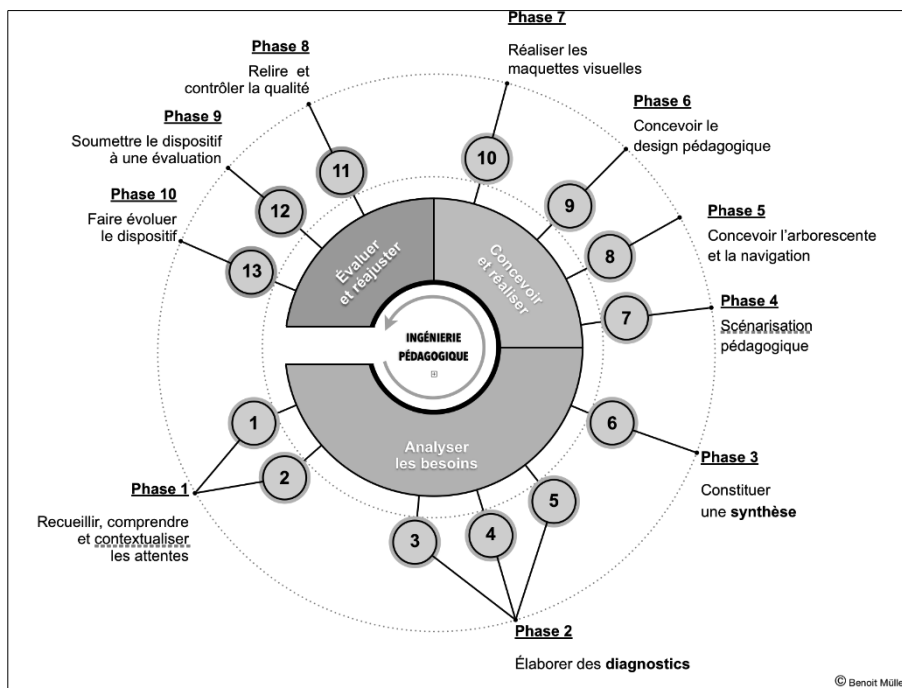 Phase 7
Réaliser les
maquettes visuelles
Phase 8
Relire et
contrôler la qualité
Phase 6
Concevoir le
design pédagogique
Phase 9
Soumettre le dispositif
à une évaluation
Phase 10
Faire évoluer
le dispositif
Phase 5
Concevoir l'arborescente
et la navigation
Phase 4
Scénarisation
pédagogique
10
11
9
12
8
13
7
Évaluer
et réajuster
Concevoir
et réaliser
INGÉNIERIE
PÉDAGOGIQUE
Analyser
les besoins
1
2
3
4
5
6
Phase 3
Constituer
une synthèse
Phase 1
Recueillir, comprendre
et contextualiser
les attentes
Phase 2
Élaborer des diagnostics
© Benoit Müller